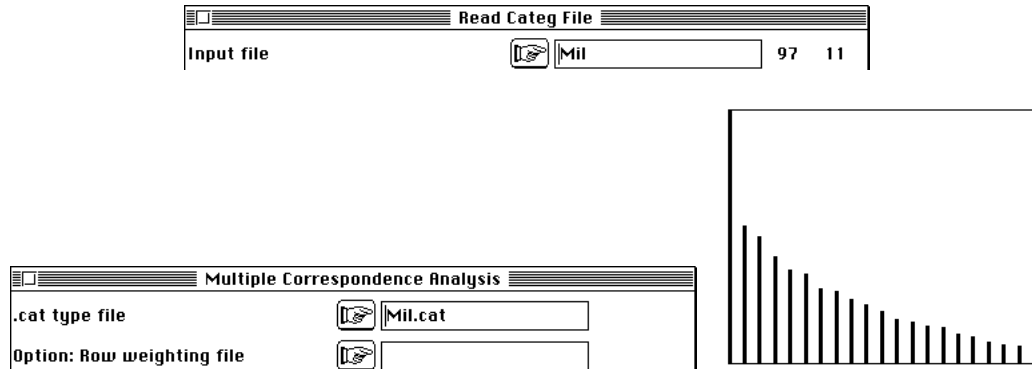 Read Categ File
Input file Mil 97 11
Multiple Correspondence Analysis
.cat type file Mil.cat
Option: Row weighting file